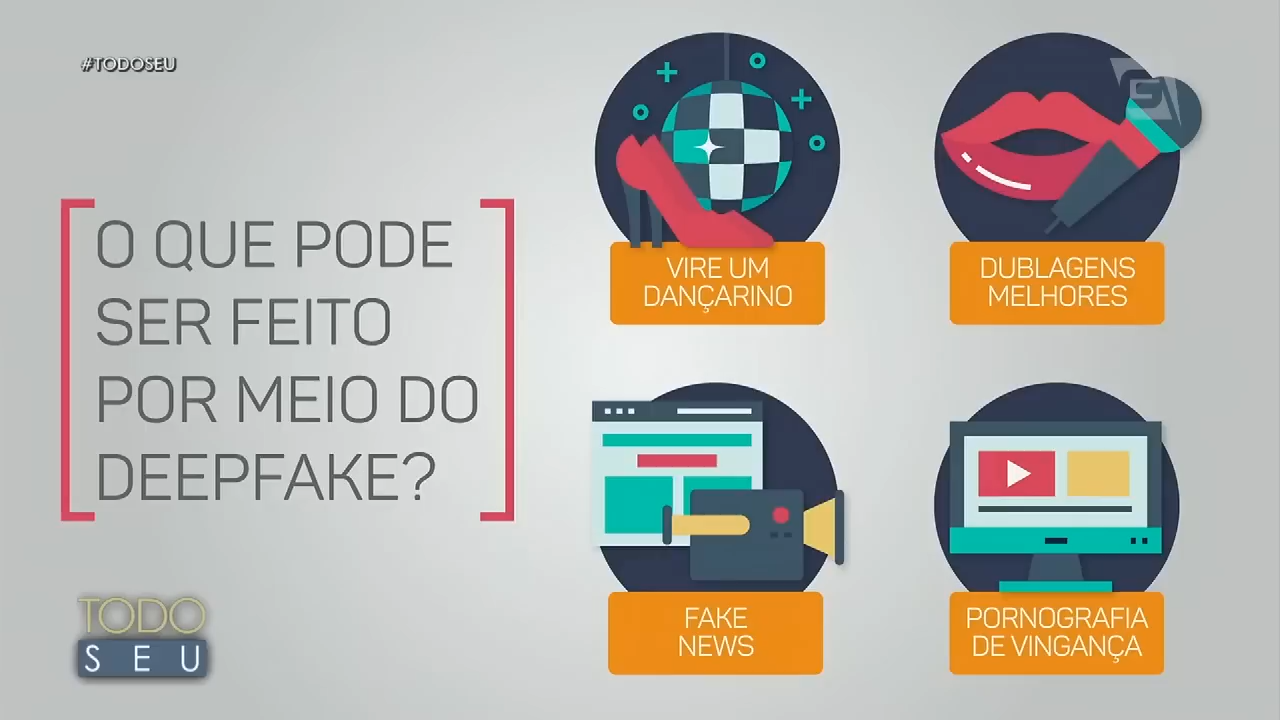 #TODOSEU
O QUE PODE
SER FEITO
POR MEIO DO
DEEPFAKE?
TODO
SEU
VIRE UM
DANÇARINO
DUBLAGENS
MELHORES
FAKE
NEWS
PORNOGRAFIA
DE VINGANÇA